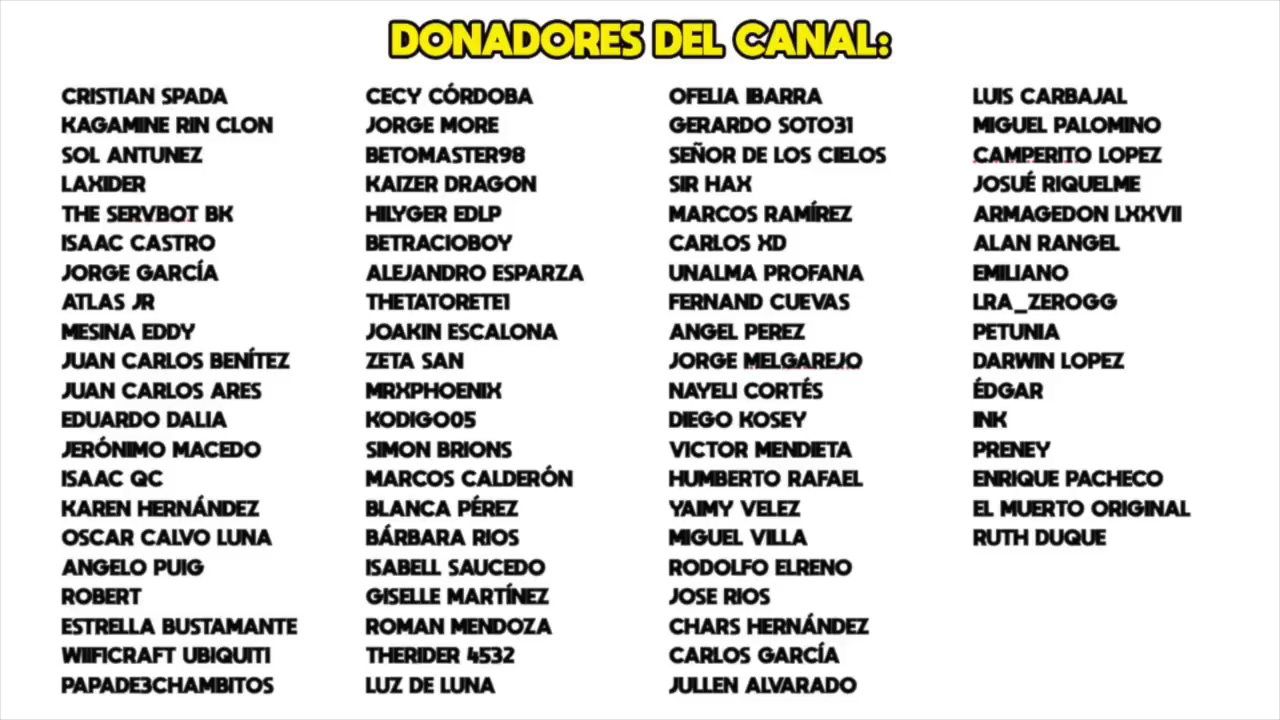 DONADORES DEL CANAL:
CRISTIAN SPADA
KAGAMINE RIN CLON
SOL ANTUNEZ
LAXIDER
THE SERVBOT BK
ISAAC CASTRO
JORGE GARCÍA
ATLAS JR
MESINA EDDY
JUAN CARLOS BENÍTEZ
JUAN CARLOS ARES
EDUARDO DALIA
JERÓNIMO MACEDO
ISAAC QC
KAREN HERNÁNDEZ
OSCAR CALVO LUNA
ANGELO PUIG
ROBERT
ESTRELLA BUSTAMANTE
WIIFICRAFT UBIQUITI
PAPADE3CHAMBITOS
CECY CÓRDOBA
JORGE MORE
BETOMASTER98
KAIZER DRAGON
HILYGER EDLP
BETRACIOBOY
ALEJANDRO ESPARZA
THETATORETE1
JOAKIN ESCALONA
ZETA SAN
MRXPHOENIX
KODIGO05
SIMON BRIONS
MARCOS CALDERÓN
BLANCA PÉREZ
BÁRBARA RIOS
ISABELL SAUCEDO
GISELLE MARTÍNEZ
ROMAN MENDOZA
THERIDER 4532
LUZ DE LUNA
OFELIA IBARRA
GERARDO SOTO31
SEÑOR DE LOS CIELOS
SIR HAX
MARCOS RAMÍREZ
CARLOS XD
UNALMA PROFANA
FERNAND CUEVAS
ANGEL PEREZ
JORGE MELGAREJO
NAYELI CORTÉS
DIEGO KOSEY
VICTOR MENDIETA
HUMBERTO RAFAEL
YAIMY VELEZ
MIGUEL VILLA
RODOLFO ELRENO
JOSE RIOS
CHARS HERNÁNDEZ
CARLOS GARCÍA
JULLEN ALVARADO
LUIS CARBAJAL
MIGUEL PALOMINO
CAMPERITO LOPEZ
JOSUÉ RIQUELME
ARMAGEDON LXXVII
ALAN RANGEL
EMILIANO
LRA_ZEROGG
PETUNIA
DARWIN LOPEZ
ÉDGAR
INK
PRENEY
ENRIQUE PACHECO
EL MUERTO ORIGINAL
RUTH DUQUE